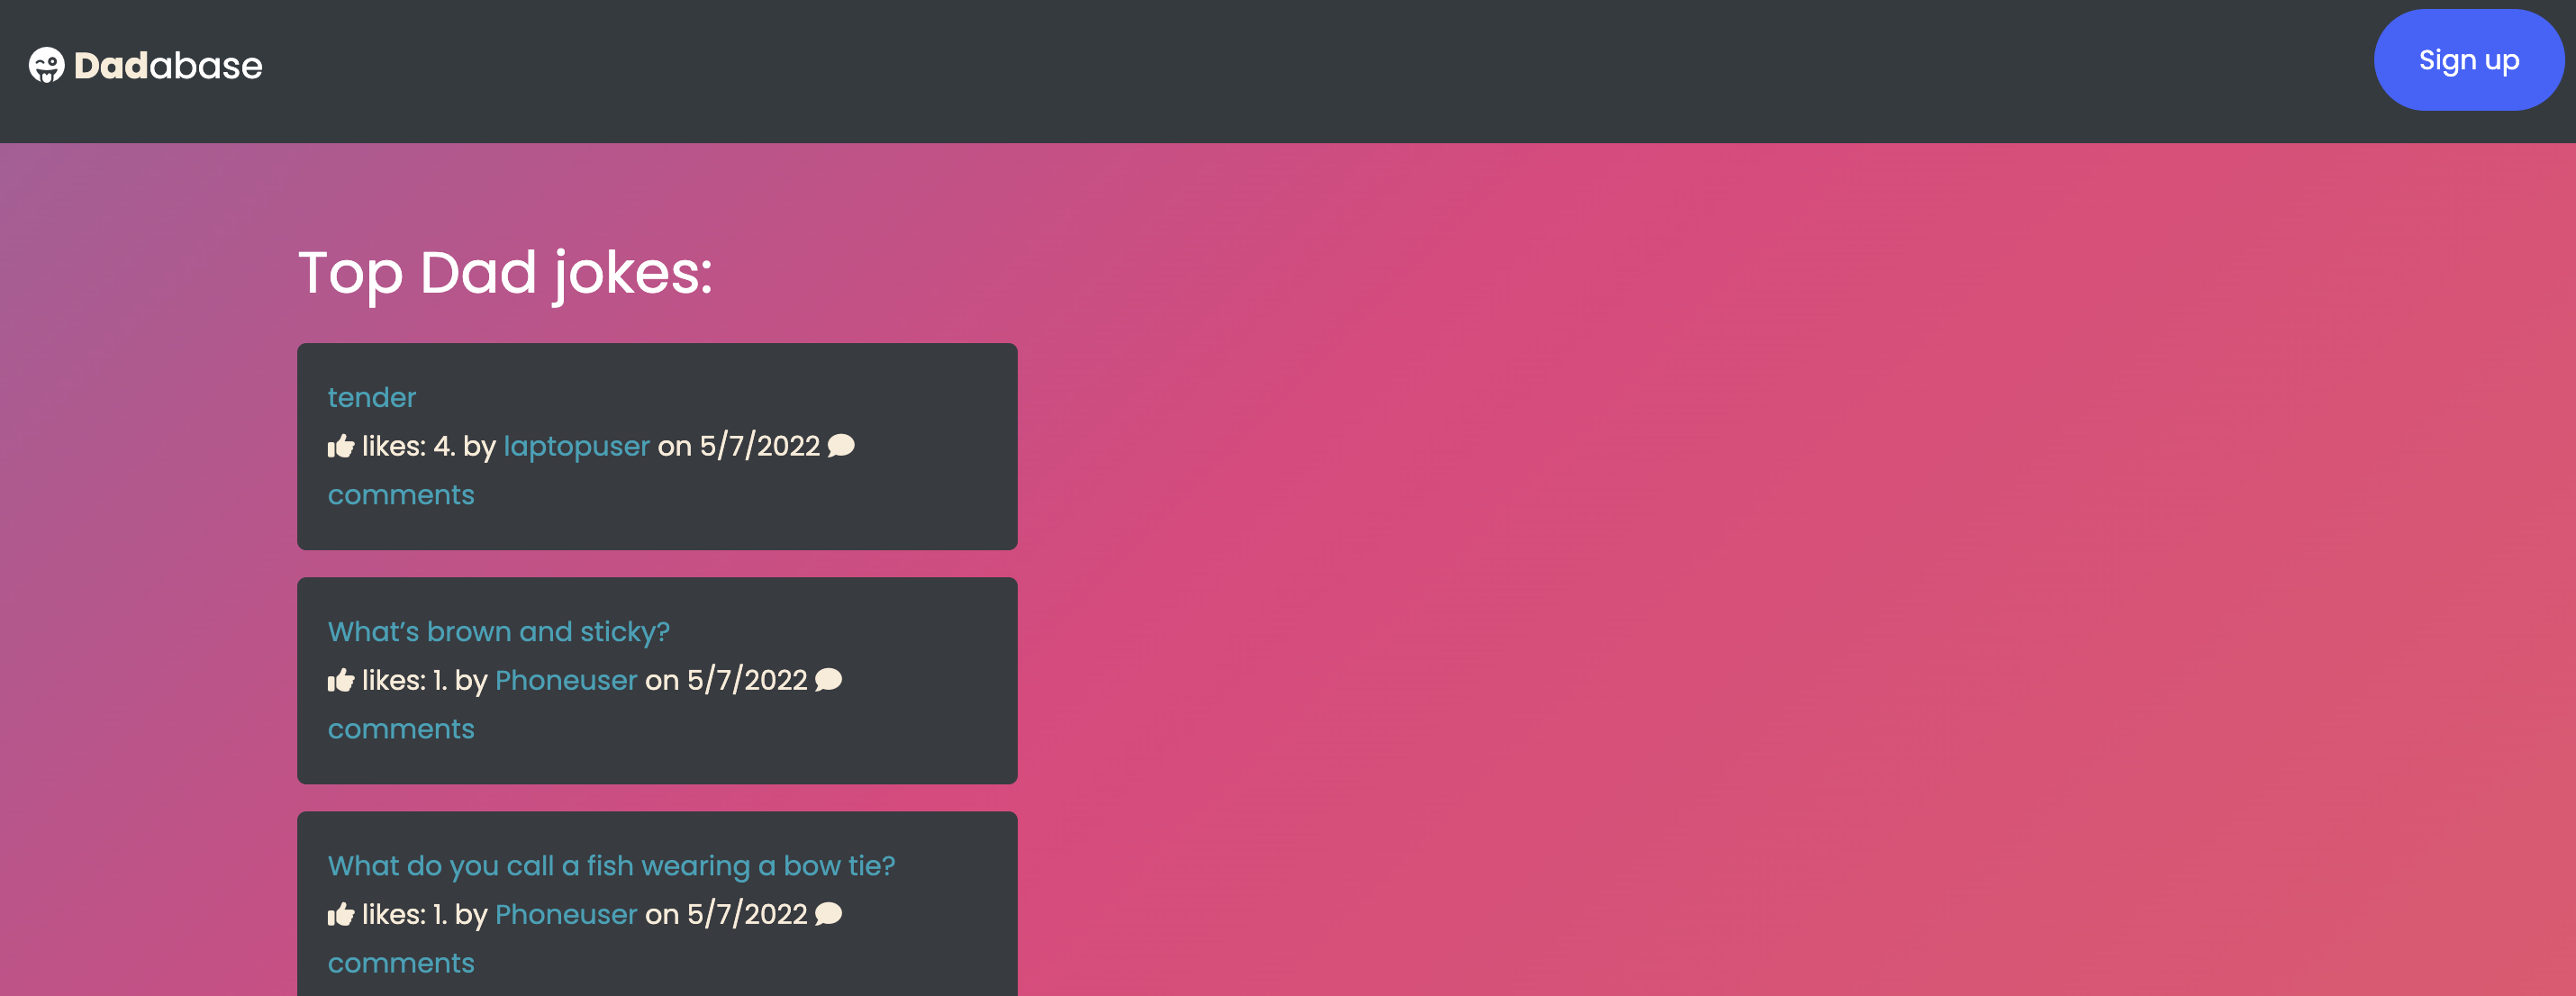 Dadabase
Sign up
Top Dad jokes:
tender
likes: 4. by laptopuser on 5/7/2022
comments
What’s brown and sticky?
likes: 1. by Phoneuser on 5/7/2022
comments
What do you call a fish wearing a bow tie?
likes: 1. by Phoneuser on 5/7/2022
comments